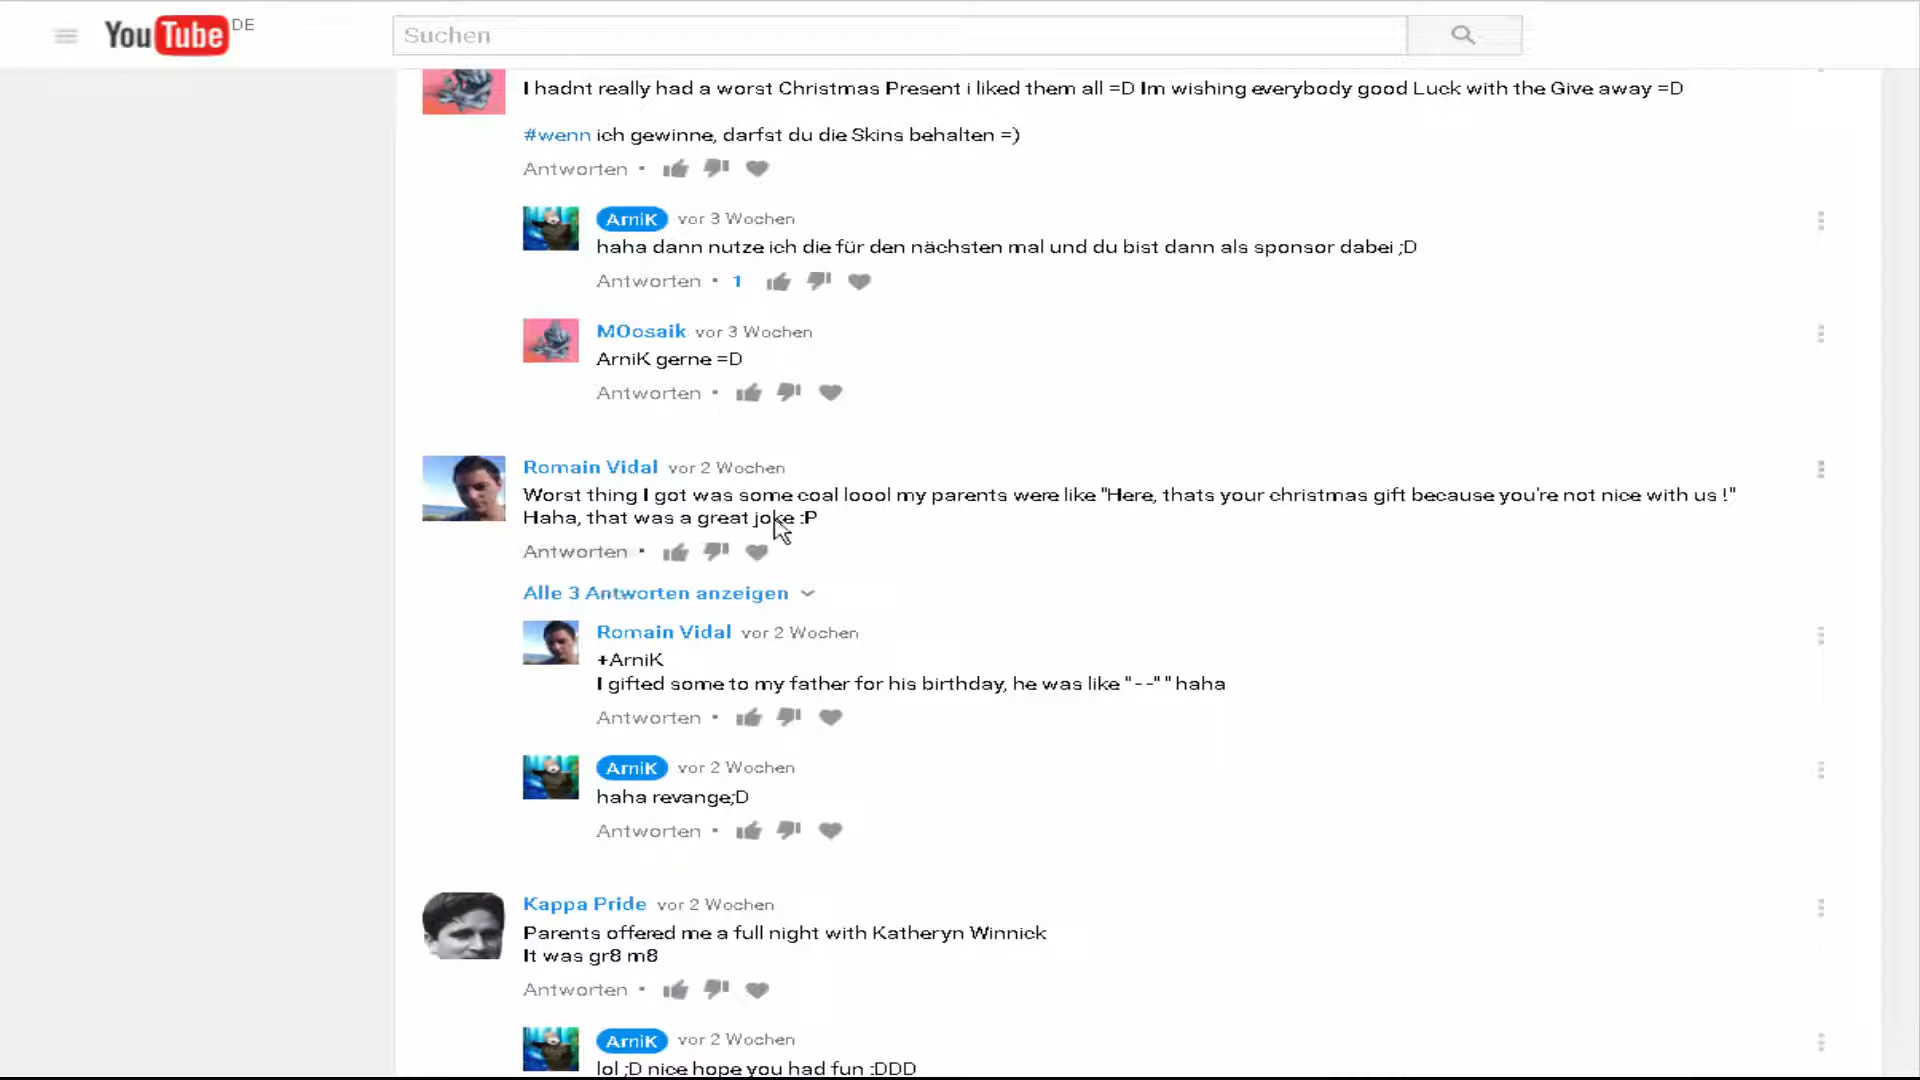 YouTube DE
Suchen
I hadnt really had a worst Christmas Present i liked them all =D Im wishing everybody good Luck with the Give away =D
#wenn ich gewinne, darfst du die Skins behalten =)
Antworten •
ArniK vor 3 Wochen
haha dann nutze ich die für den nächsten mal und du bist dann als sponsor dabei ;D
Antworten • 1
M0osaik vor 3 Wochen
ArniK gerne =D
Antworten •
Romain Vidal vor 2 Wochen
Worst thing I got was some coal loool my parents were like "Here, thats your christmas gift because you're not nice with us !"
Haha, that was a great joke :P
Antworten •
Alle 3 Antworten anzeigen
Romain Vidal vor 2 Wochen
+ArniK
I gifted some to my father for his birthday, he was like "--" " haha
Antworten •
ArniK vor 2 Wochen
haha revange;D
Antworten •
Kappa Pride vor 2 Wochen
Parents offered me a full night with Katheryn Winnick
It was gr8 m8
Antworten •
ArniK vor 2 Wochen
lol ;D nice hope you had fun :DDD